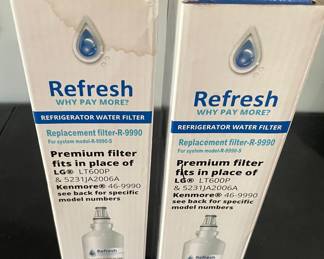 Refresh
WHY PAY MORE?
REFRIGERATOR WATER FILTER
Replacement filter-R-9990
For system model-R-9990-S
Premium filter
fits in place of
LG® LT600P
& 5231JA2006A
Kenmore® 46-9990
see back for specific
model numbers
Refresh
Refresh
WHY PAY MORE?
REFRIGERATOR WATER FILTER
Replacement filter-R-9990
For system model-R-9990-S
Premium filter
fits in place of
LG® LT600P
& 5231JA2006A
Kenmore® 46-9990
see back for specific
model numbers
Refresh